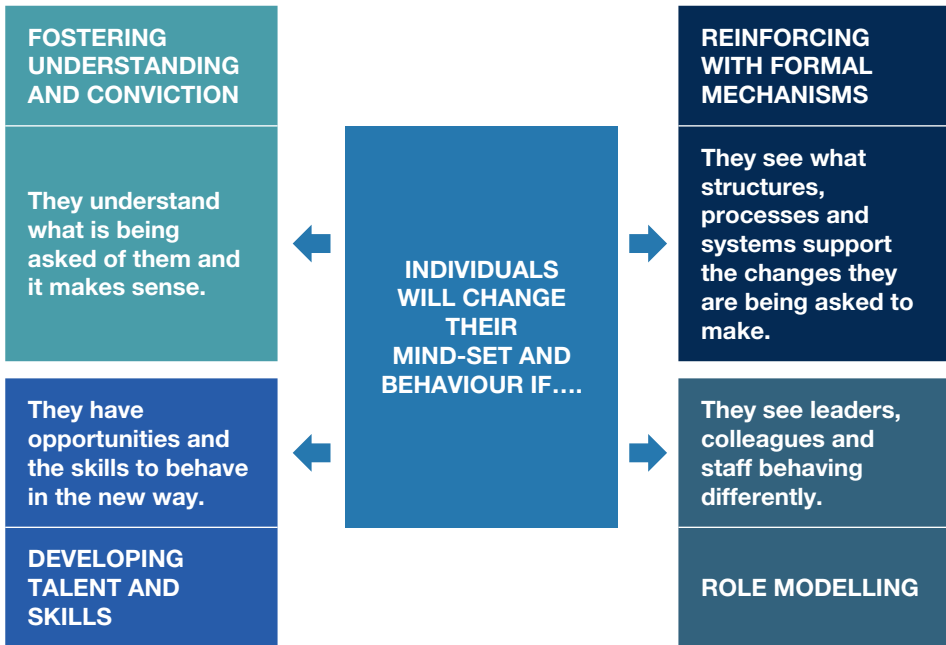 FOSTERING
UNDERSTANDING
AND CONVICTION
They understand
what is being
asked of them and
it makes sense.
REINFORCING
WITH FORMAL
MECHANISMS
They see what
structures,
processes and
systems support
the changes they
are being asked to
make.
INDIVIDUALS
WILL CHANGE
THEIR
MIND-SET AND
BEHAVIOUR IF....
They have
opportunities and
the skills to behave
in the new way.
DEVELOPING
TALENT AND
SKILLS
They see leaders,
colleagues and
staff behaving
differently.
ROLE MODELLING